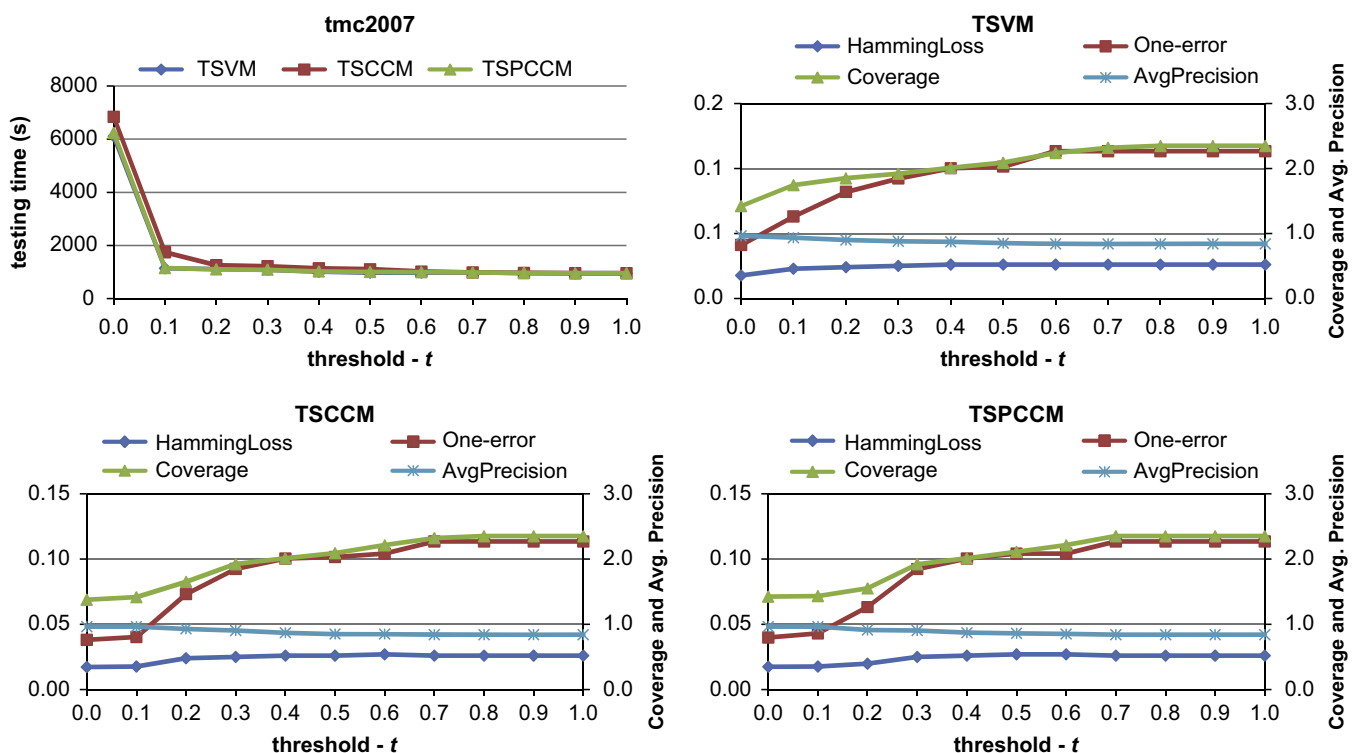 tmc2007
TSVM TSCCM TSPCCM
8000
6000
4000
2000
0
testing time (s)
0.0 0.1 0.2 0.3 0.4 0.5 0.6 0.7 0.8 0.9 1.0
threshold - t
TSVM
HammingLoss One-error
Coverage AvgPrecision
0.2 3.0
0.1 2.0
0.1 1.0
0.0 0.0
Coverage and Avg. Precision
0.0 0.1 0.2 0.3 0.4 0.5 0.6 0.7 0.8 0.9 1.0
threshold - t
TSCCM
HammingLoss One-error
Coverage AvgPrecision
0.15 3.0
0.10 2.0
0.05 1.0
0.00 0.0
Coverage and Avg. Precision
0.0 0.1 0.2 0.3 0.4 0.5 0.6 0.7 0.8 0.9 1.0
threshold - t
TSPCCM
HammingLoss One-error
Coverage AvgPrecision
0.15 3.0
0.10 2.0
0.05 1.0
0.00 0.0
Coverage and Avg. Precision
0.0 0.1 0.2 0.3 0.4 0.5 0.6 0.7 0.8 0.9 1.0
threshold - t